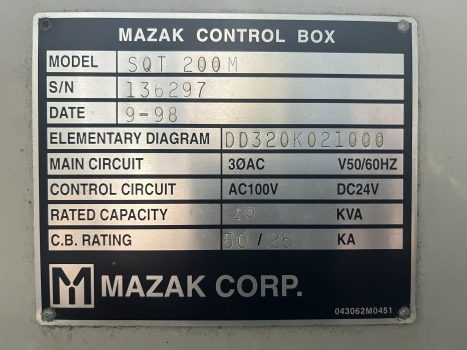 MAZAK CONTROL BOX
MODEL SQT 200M
S/N 136297
DATE 9-98
ELEMENTARY DIAGRAM DD320K021000
MAIN CIRCUIT 3ØAC V50/60HZ
CONTROL CIRCUIT AC100V DC24V
RATED CAPACITY KVA
C.B. RATING 50 / 25 KA
M MAZAK CORP.
043062M0451